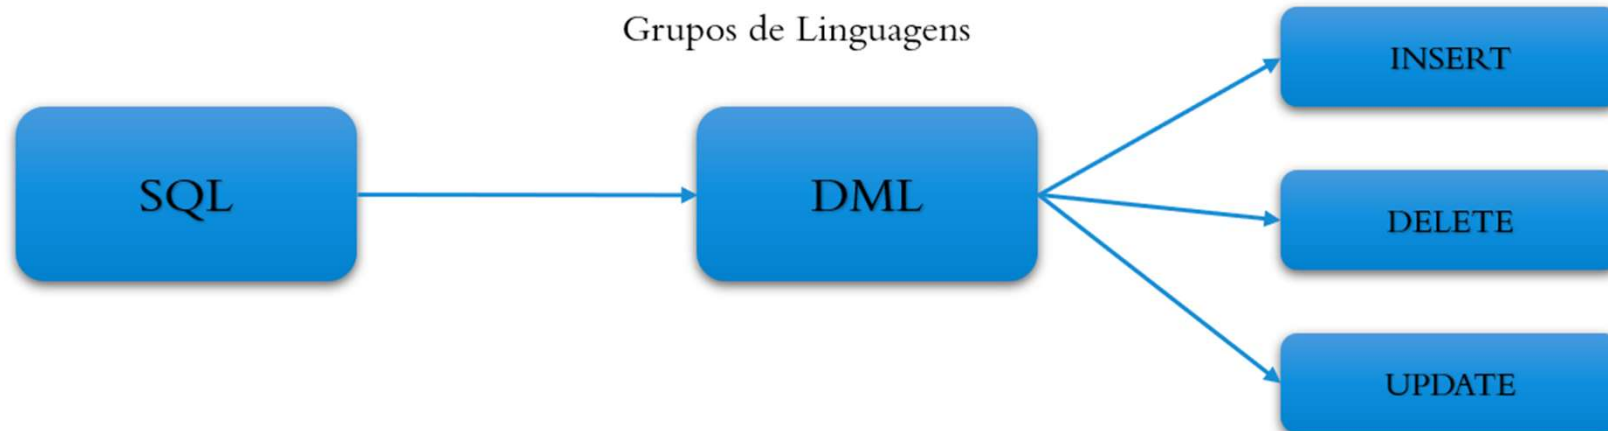 Grupos de Linguagens
SQL
DML
INSERT
DELETE
UPDATE